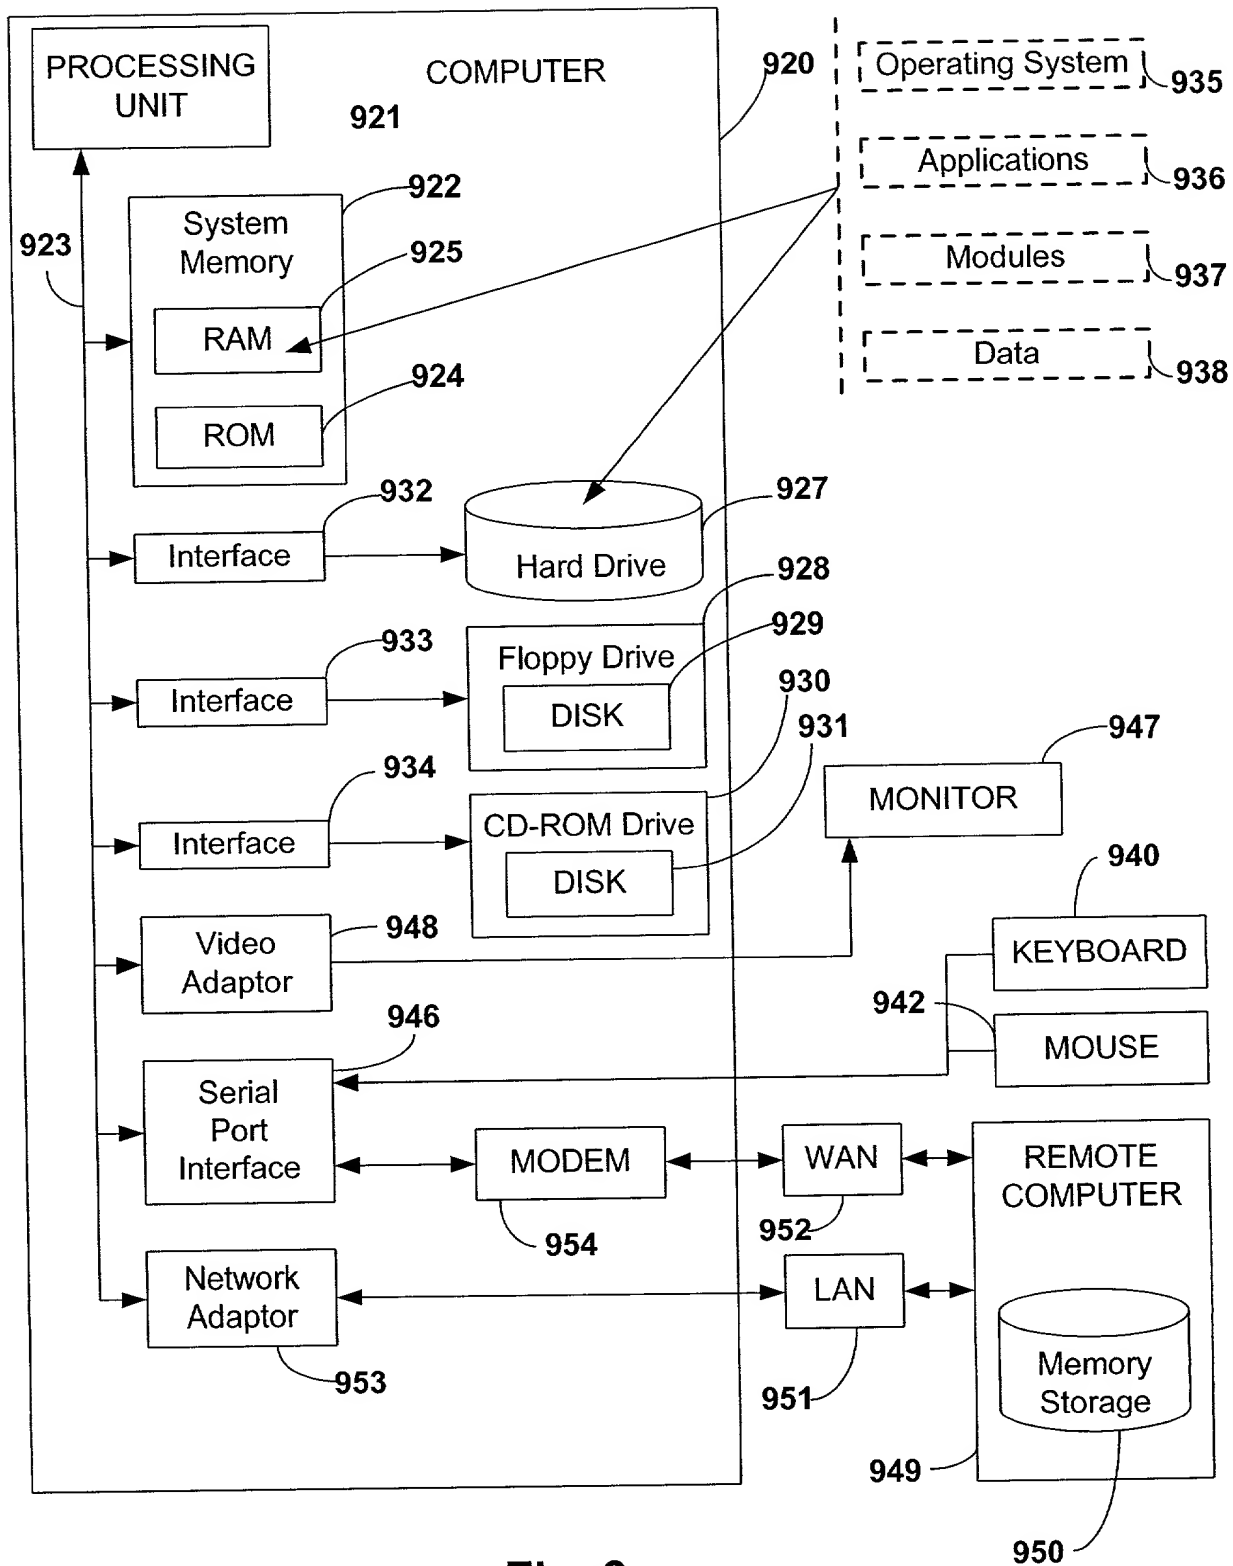 PROCESSING
UNIT
COMPUTER
921
920
Operating System
935
Applications
936
Modules
937
Data
938
922
System
Memory
923
925
RAM
924
ROM
932
Interface
927
Hard Drive
928
933
Interface
929
Floppy Drive
DISK
930
931
934
Interface
CD-ROM Drive
DISK
947
MONITOR
940
KEYBOARD
948
Video
Adaptor
942
MOUSE
946
Serial
Port
Interface
MODEM
954
WAN
952
REMOTE
COMPUTER
Network
Adaptor
953
LAN
951
Memory
Storage
949
950